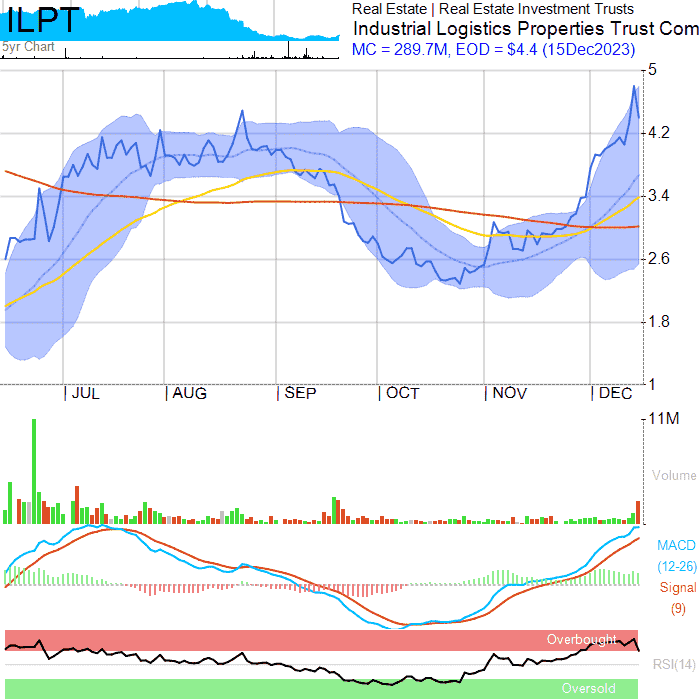 ILPT
5yr Chart
Real Estate | Real Estate Investment Trusts
Industrial Logistics Properties Trust Com
MC = 289.7M, EOD = $4.4 (15Dec2023)
5
4.2
3.4
2.6
1.8
1
JUL
AUG
SEP
OCT
NOV
DEC
11M
Volume
MACD
(12-26)
Signal
(9)
Overbought
RSI(14)
Oversold